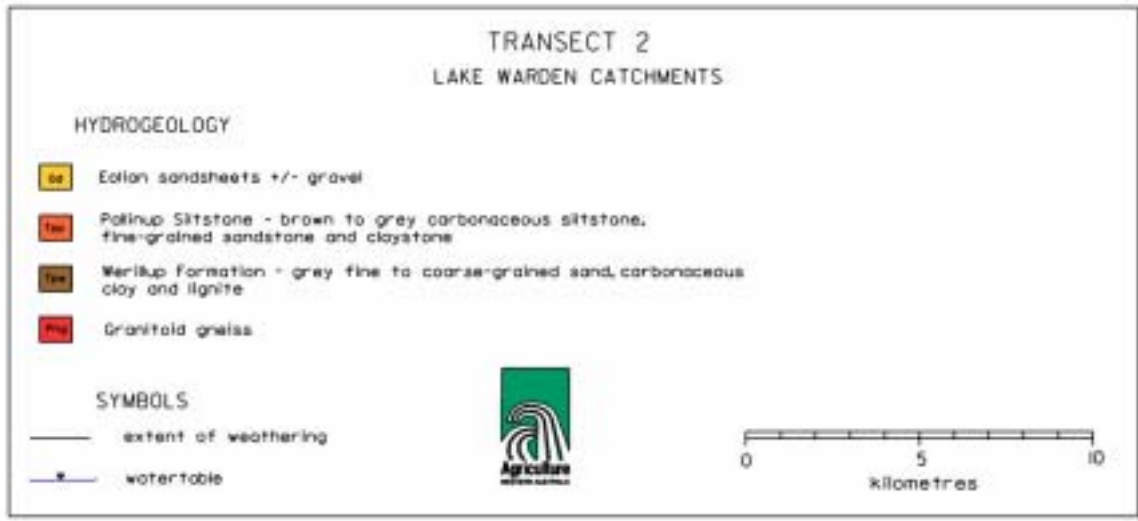 TRANSECT 2
LAKE WARDEN CATCHMENTS
HYDROGEOLOGY
Eolian sandsheets +/- gravel
Pallinup Siltstone - brown to grey carbonaceous siltstone,
fine-grained sandstone and claystone
Werillup Formation - grey fine to coarse-grained sand, carbonaceous
clay and lignite
Granitoid gneiss
SYMBOLS
extent of weathering
watertable
Agriculture
WESTERN AUSTRALIA
0 5 10
kilometres